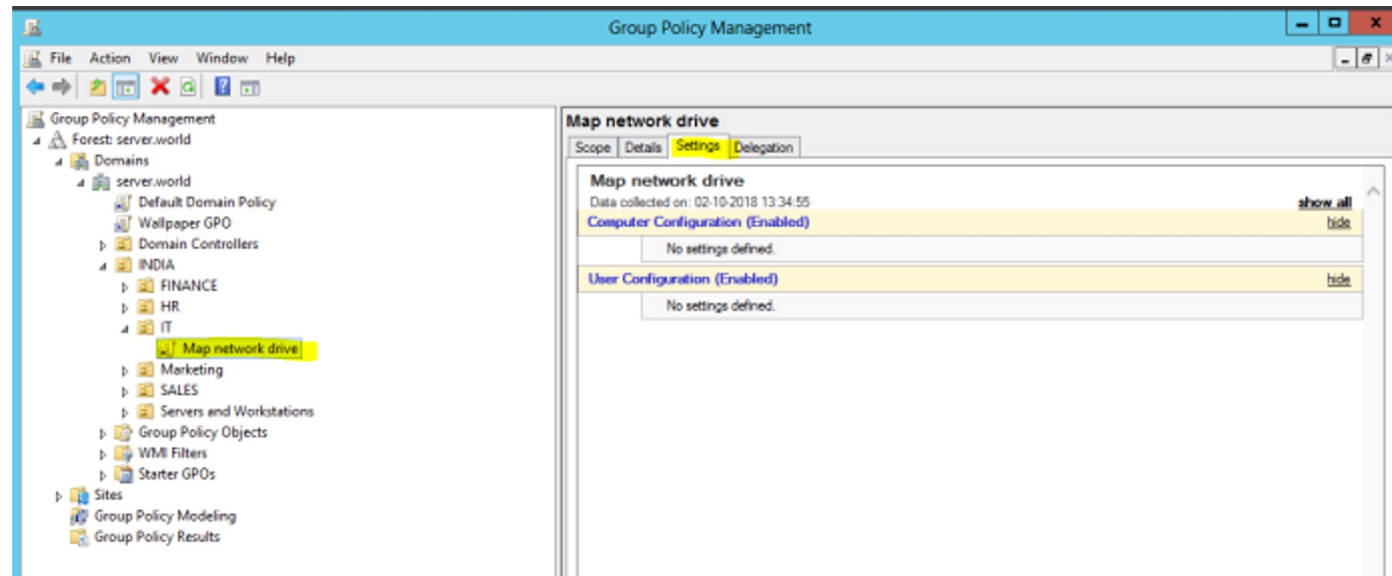 Group Policy Management
File Action View Window Help
Group Policy Management
Forest: server.world
Domains
server.world
Default Domain Policy
Wallpaper GPO
Domain Controllers
INDIA
FINANCE
HR
IT
Map network drive
Marketing
SALES
Servers and Workstations
Group Policy Objects
WMI Filters
Starter GPOs
Sites
Group Policy Modeling
Group Policy Results
Map network drive
Scope Details Settings Delegation
Map network drive
Data collected on: 02-10-2018 13:34:55 show all
Computer Configuration (Enabled) hide
No settings defined.
User Configuration (Enabled) hide
No settings defined.